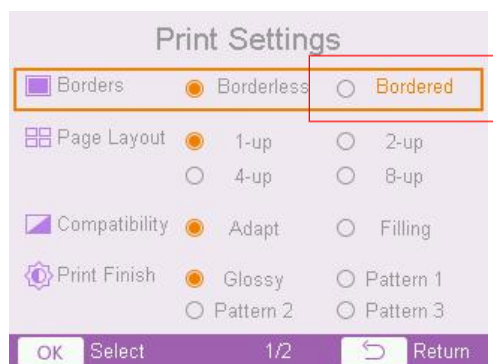 Print Settings
Borders Borderless Bordered
Page Layout 1-up 2-up
4-up 8-up
Compatibility Adapt Filling
Print Finish Glossy Pattern 1
Pattern 2 Pattern 3
OK Select 1/2 Return